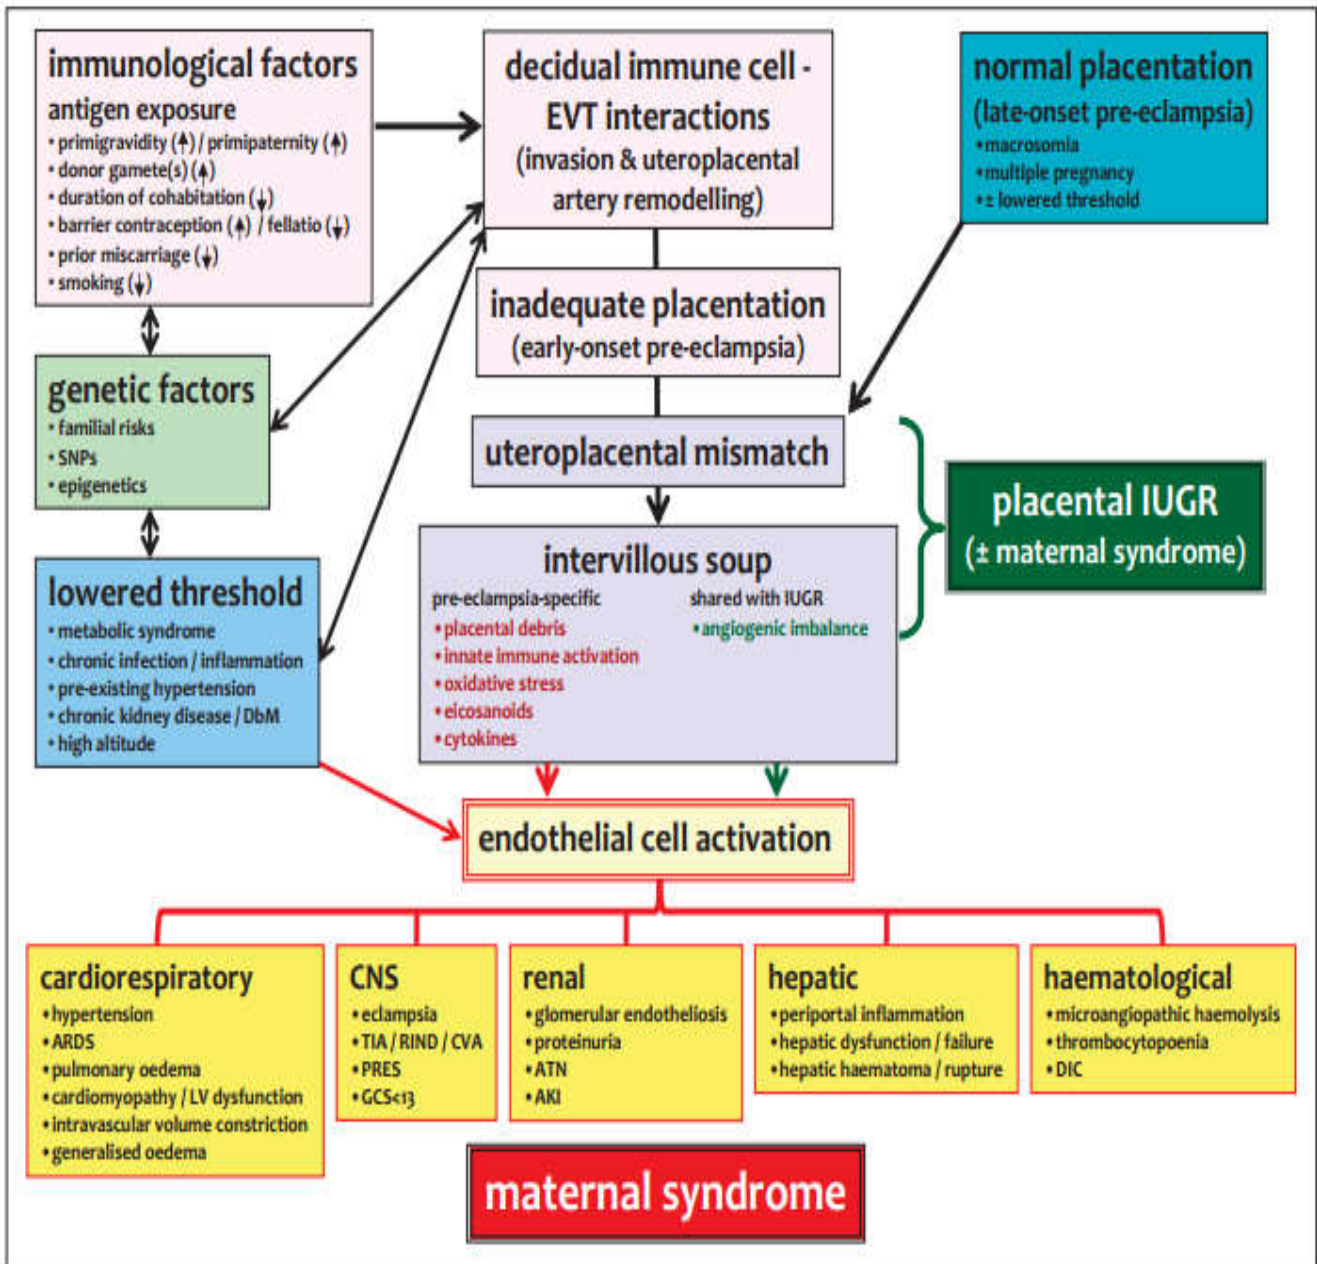 immunological factors
antigen exposure
• primigravidity (↑) / primipaternity (↑)
• donor gamete(s) (↑)
• duration of cohabitation (↓)
• barrier contraception (↑) / fellatio (↓)
• prior miscarriage (↓)
• smoking (↓)
decidual immune cell -
EVT interactions
(invasion & uteroplacental
artery remodelling)
normal placentation
(late-onset pre-eclampsia)
• macrosomia
• multiple pregnancy
• ± lowered threshold
inadequate placentation
(early-onset pre-eclampsia)
genetic factors
• familial risks
• SNPs
• epigenetics
uteroplacental mismatch
placental IUGR
(± maternal syndrome)
lowered threshold
• metabolic syndrome
• chronic infection / inflammation
• pre-existing hypertension
• chronic kidney disease / DbM
• high altitude
intervillous soup
pre-eclampsia-specific
• placental debris
• innate immune activation
• oxidative stress
• eicosanoids
• cytokines
shared with IUGR
• angiogenic imbalance
endothelial cell activation
cardiorespiratory
• hypertension
• ARDS
• pulmonary oedema
• cardiomyopathy / LV dysfunction
• intravascular volume constriction
• generalised oedema
CNS
• eclampsia
• TIA / RIND / CVA
• PRES
• GCS<13
renal
• glomerular endotheliosis
• proteinuria
• ATN
• AKI
hepatic
• periportal inflammation
• hepatic dysfunction / failure
• hepatic haematoma / rupture
haematological
• microangiopathic haemolysis
• thrombocytopoenia
• DIC
maternal syndrome